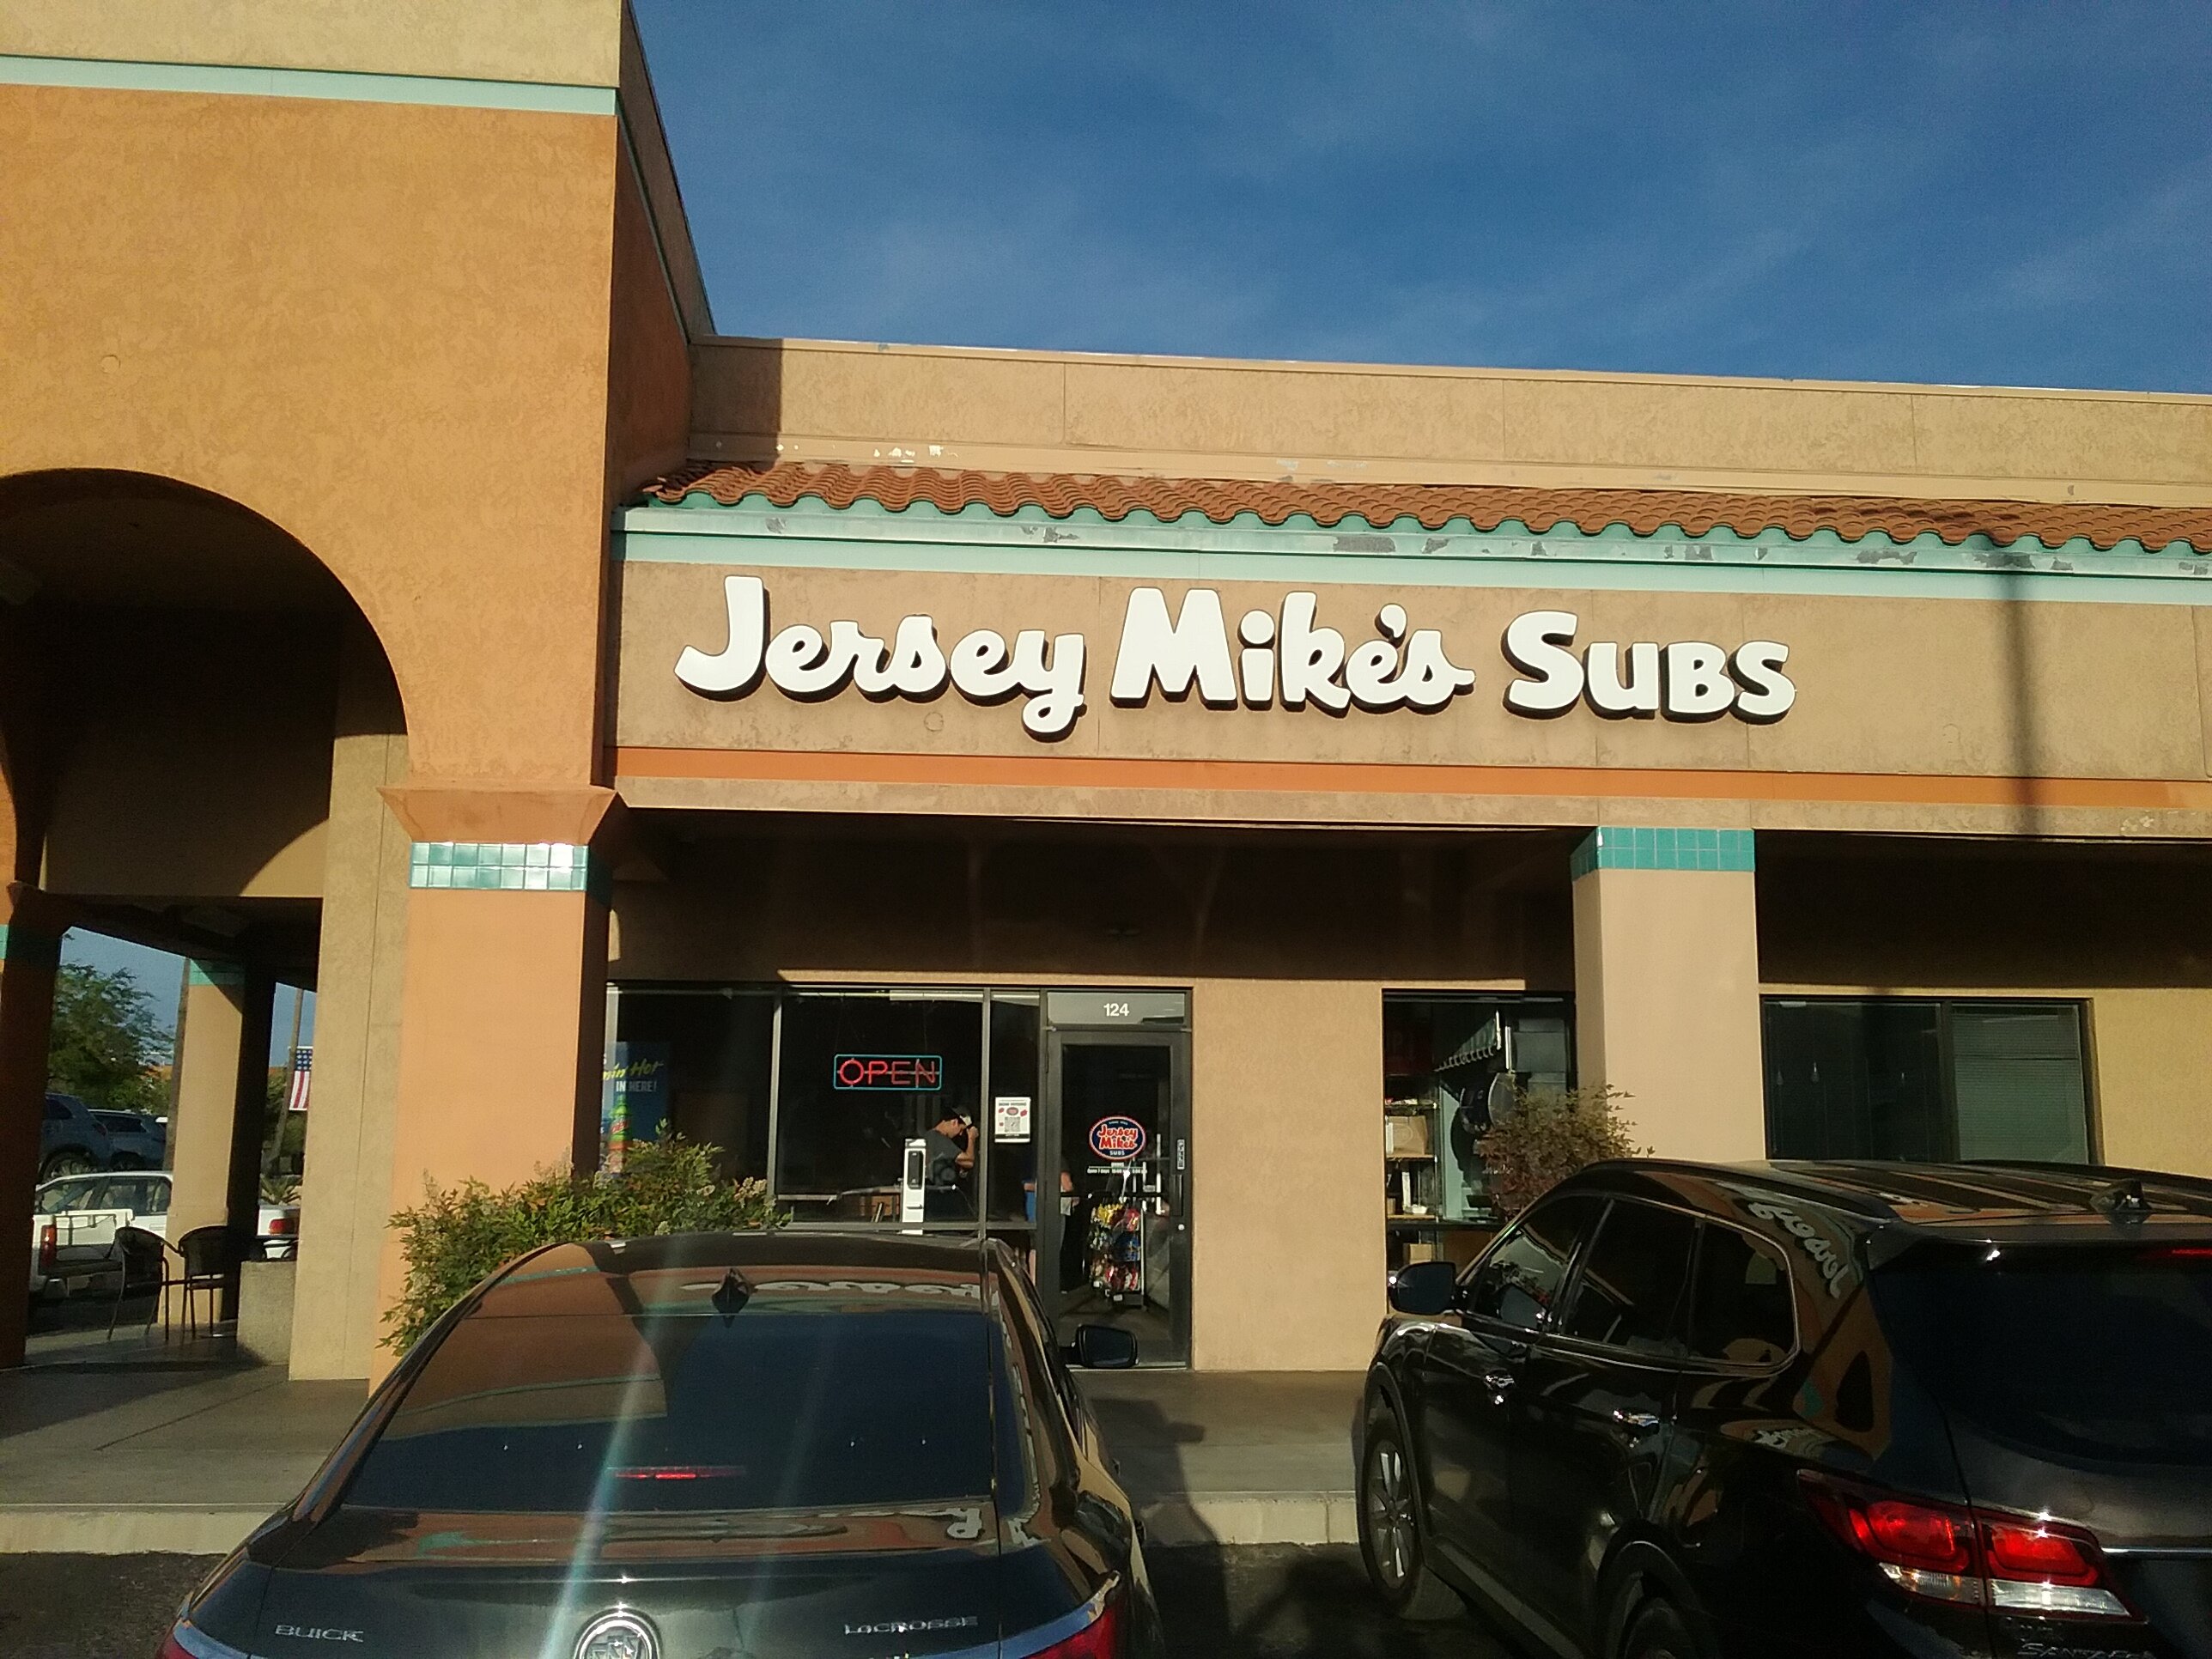 Jersey Mike's Subs
124
OPEN
IN HERE!
Jersey
Mike's
SUBS
BUICK
LACROSSE